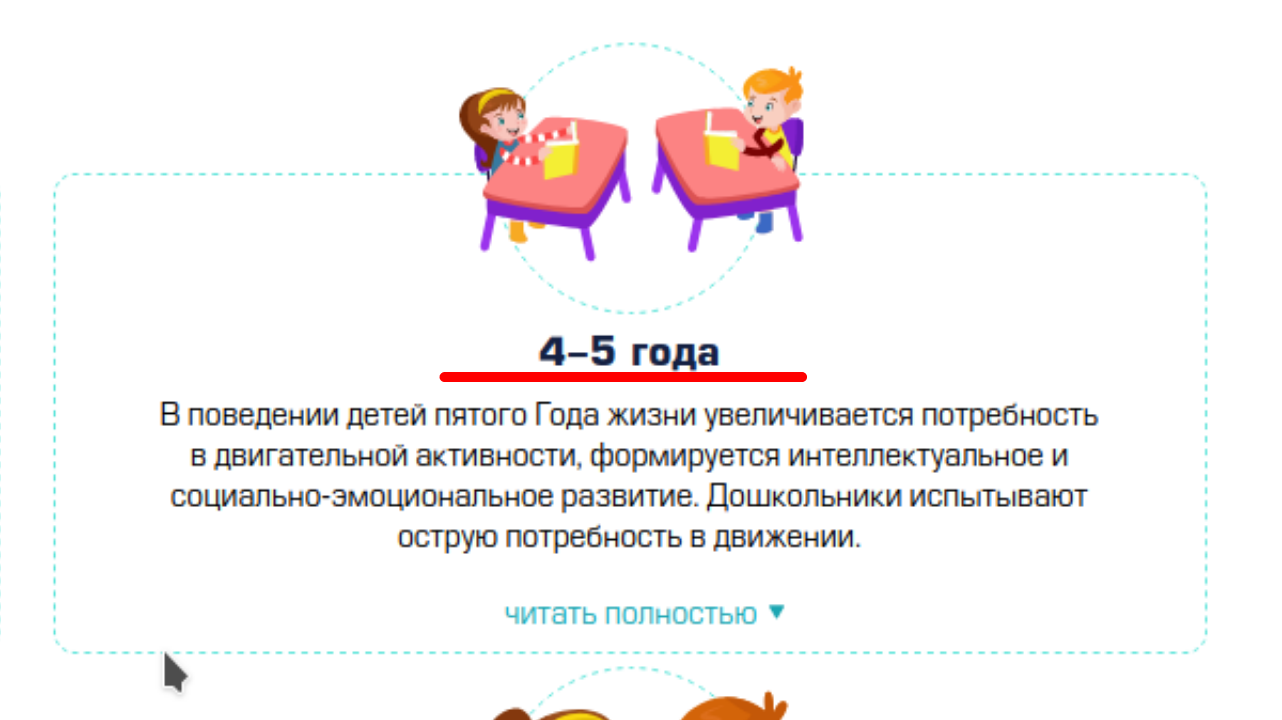 4–5 года
В поведении детей пятого Года жизни увеличивается потребность
в двигательной активности, формируется интеллектуальное и
социально-эмоциональное развитие. Дошкольники испытывают
острую потребность в движении.
читать полностью ▼